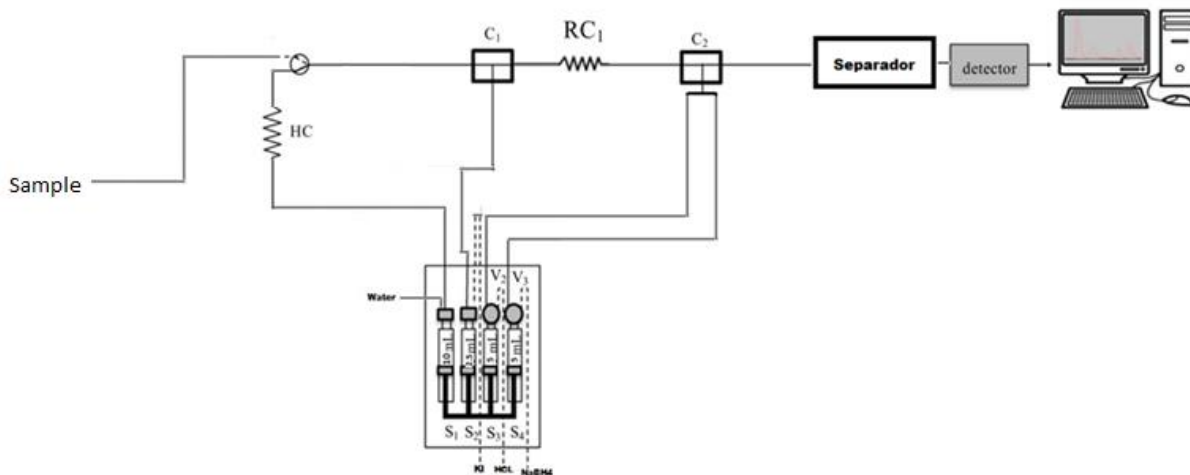 C₁
RC₁
C₂
Separador
detector
HC
Sample
V₂
V₃
Water
10 mL
2.5 mL
5 mL
5 mL
S₁
S₂
S₃
S₄
KI
HCL
NaBH4